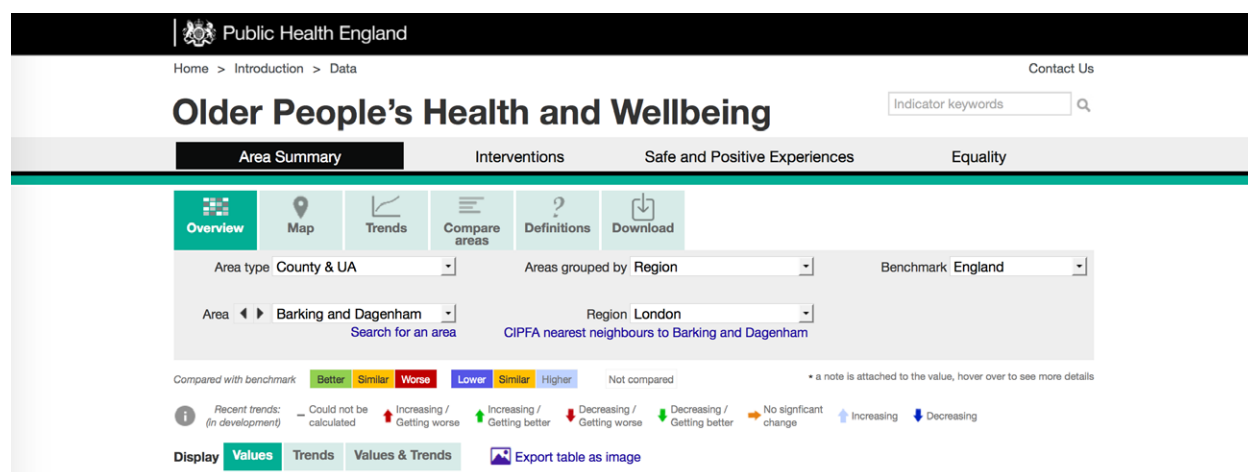 Public Health England
Home > Introduction > Data
Contact Us
Older People's Health and Wellbeing
Indicator keywords
Area Summary Interventions Safe and Positive Experiences Equality
Overview Map Trends Compare areas Definitions Download
Area type County & UA Areas grouped by Region Benchmark England
Area Barking and Dagenham Region London
Search for an area CIPFA nearest neighbours to Barking and Dagenham
Compared with benchmark Better Similar Worse Lower Similar Higher Not compared * a note is attached to the value, hover over to see more details
Recent trends: Could not be Increasing / Increasing / Decreasing / Decreasing / No signficant Increasing Decreasing
(in development) calculated Getting worse Getting better Getting worse Getting better change
Display Values Trends Values & Trends Export table as image